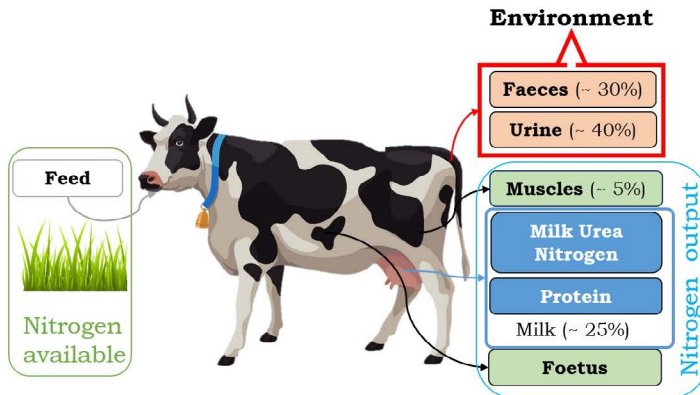 Environment
Faeces (~ 30%)
Urine (~ 40%)
Feed
Nitrogen
available
Muscles (~ 5%)
Milk Urea
Nitrogen
Protein
Milk (~ 25%)
Foetus
Nitrogen output